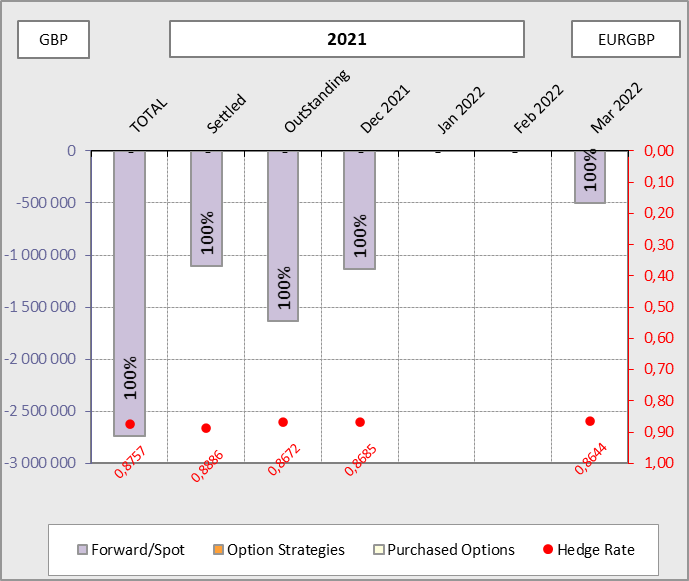 GBP
2021
EURGBP
TOTAL
Settled
OutStanding
Dec 2021
Jan 2022
Feb 2022
Mar 2022
0
-500 000
-1 000 000
-1 500 000
-2 000 000
-2 500 000
-3 000 000
100%
100%
100%
100%
100%
0,8757
0,8886
0,8672
0,8685
0,8644
0,00
0,10
0,20
0,30
0,40
0,50
0,60
0,70
0,80
0,90
1,00
Forward/Spot
Option Strategies
Purchased Options
Hedge Rate